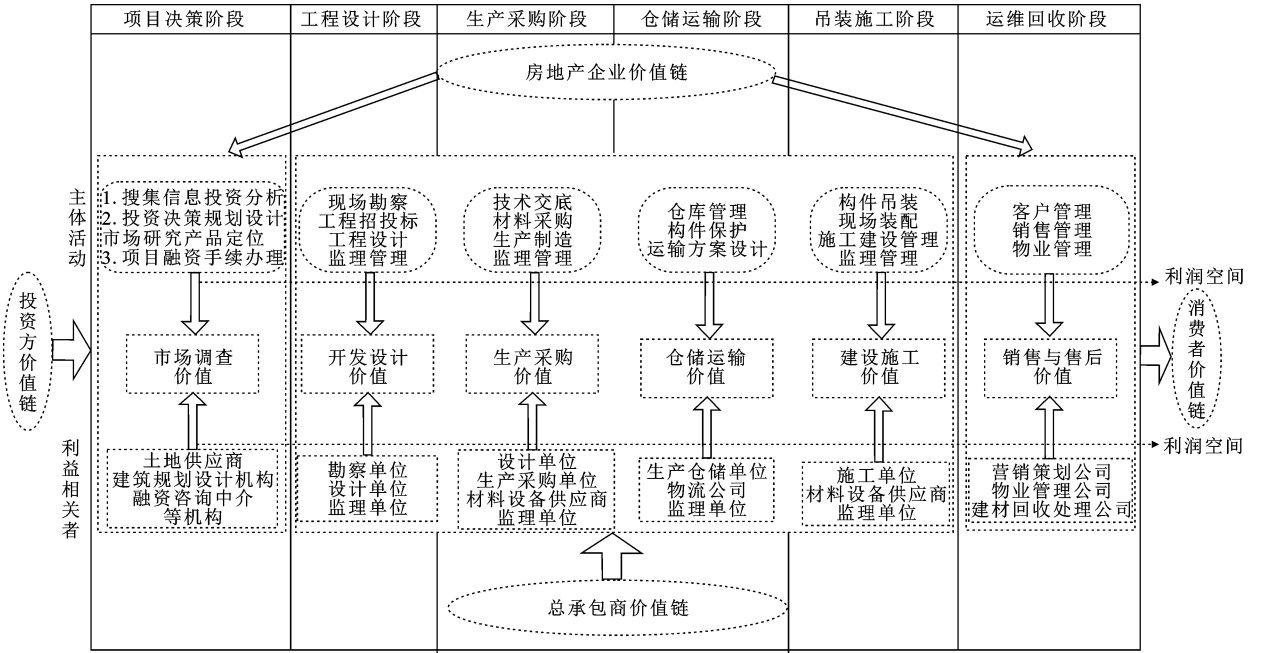 项目决策阶段
工程设计阶段
生产采购阶段
仓储运输阶段
吊装施工阶段
运维回收阶段
房地产企业价值链
主体活动
1. 搜集信息投资分析
2. 投资决策规划设计
市场研究产品定位
3. 项目融资手续办理
现场勘察
工程招投标
工程设计
监理管理
技术交底
材料采购
生产制造
监理管理
仓库管理
构件保护
运输方案设计
构件吊装
现场装配
施工建设管理
监理管理
客户管理
销售管理
物业管理
利润空间
投资方价值链
市场调查
价值
开发设计
价值
生产采购
价值
仓储运输
价值
建设施工
价值
销售与售后
价值
消费者价值链
利润空间
利益相关者
土地供应商
建筑规划设计机构
融资咨询中介
等机构
勘察单位
设计单位
监理单位
设计单位
生产采购单位
材料设备供应商
监理单位
生产仓储单位
物流公司
监理单位
施工单位
材料设备供应商
监理单位
营销策划公司
物业管理公司
建材回收处理公司
总承包商价值链